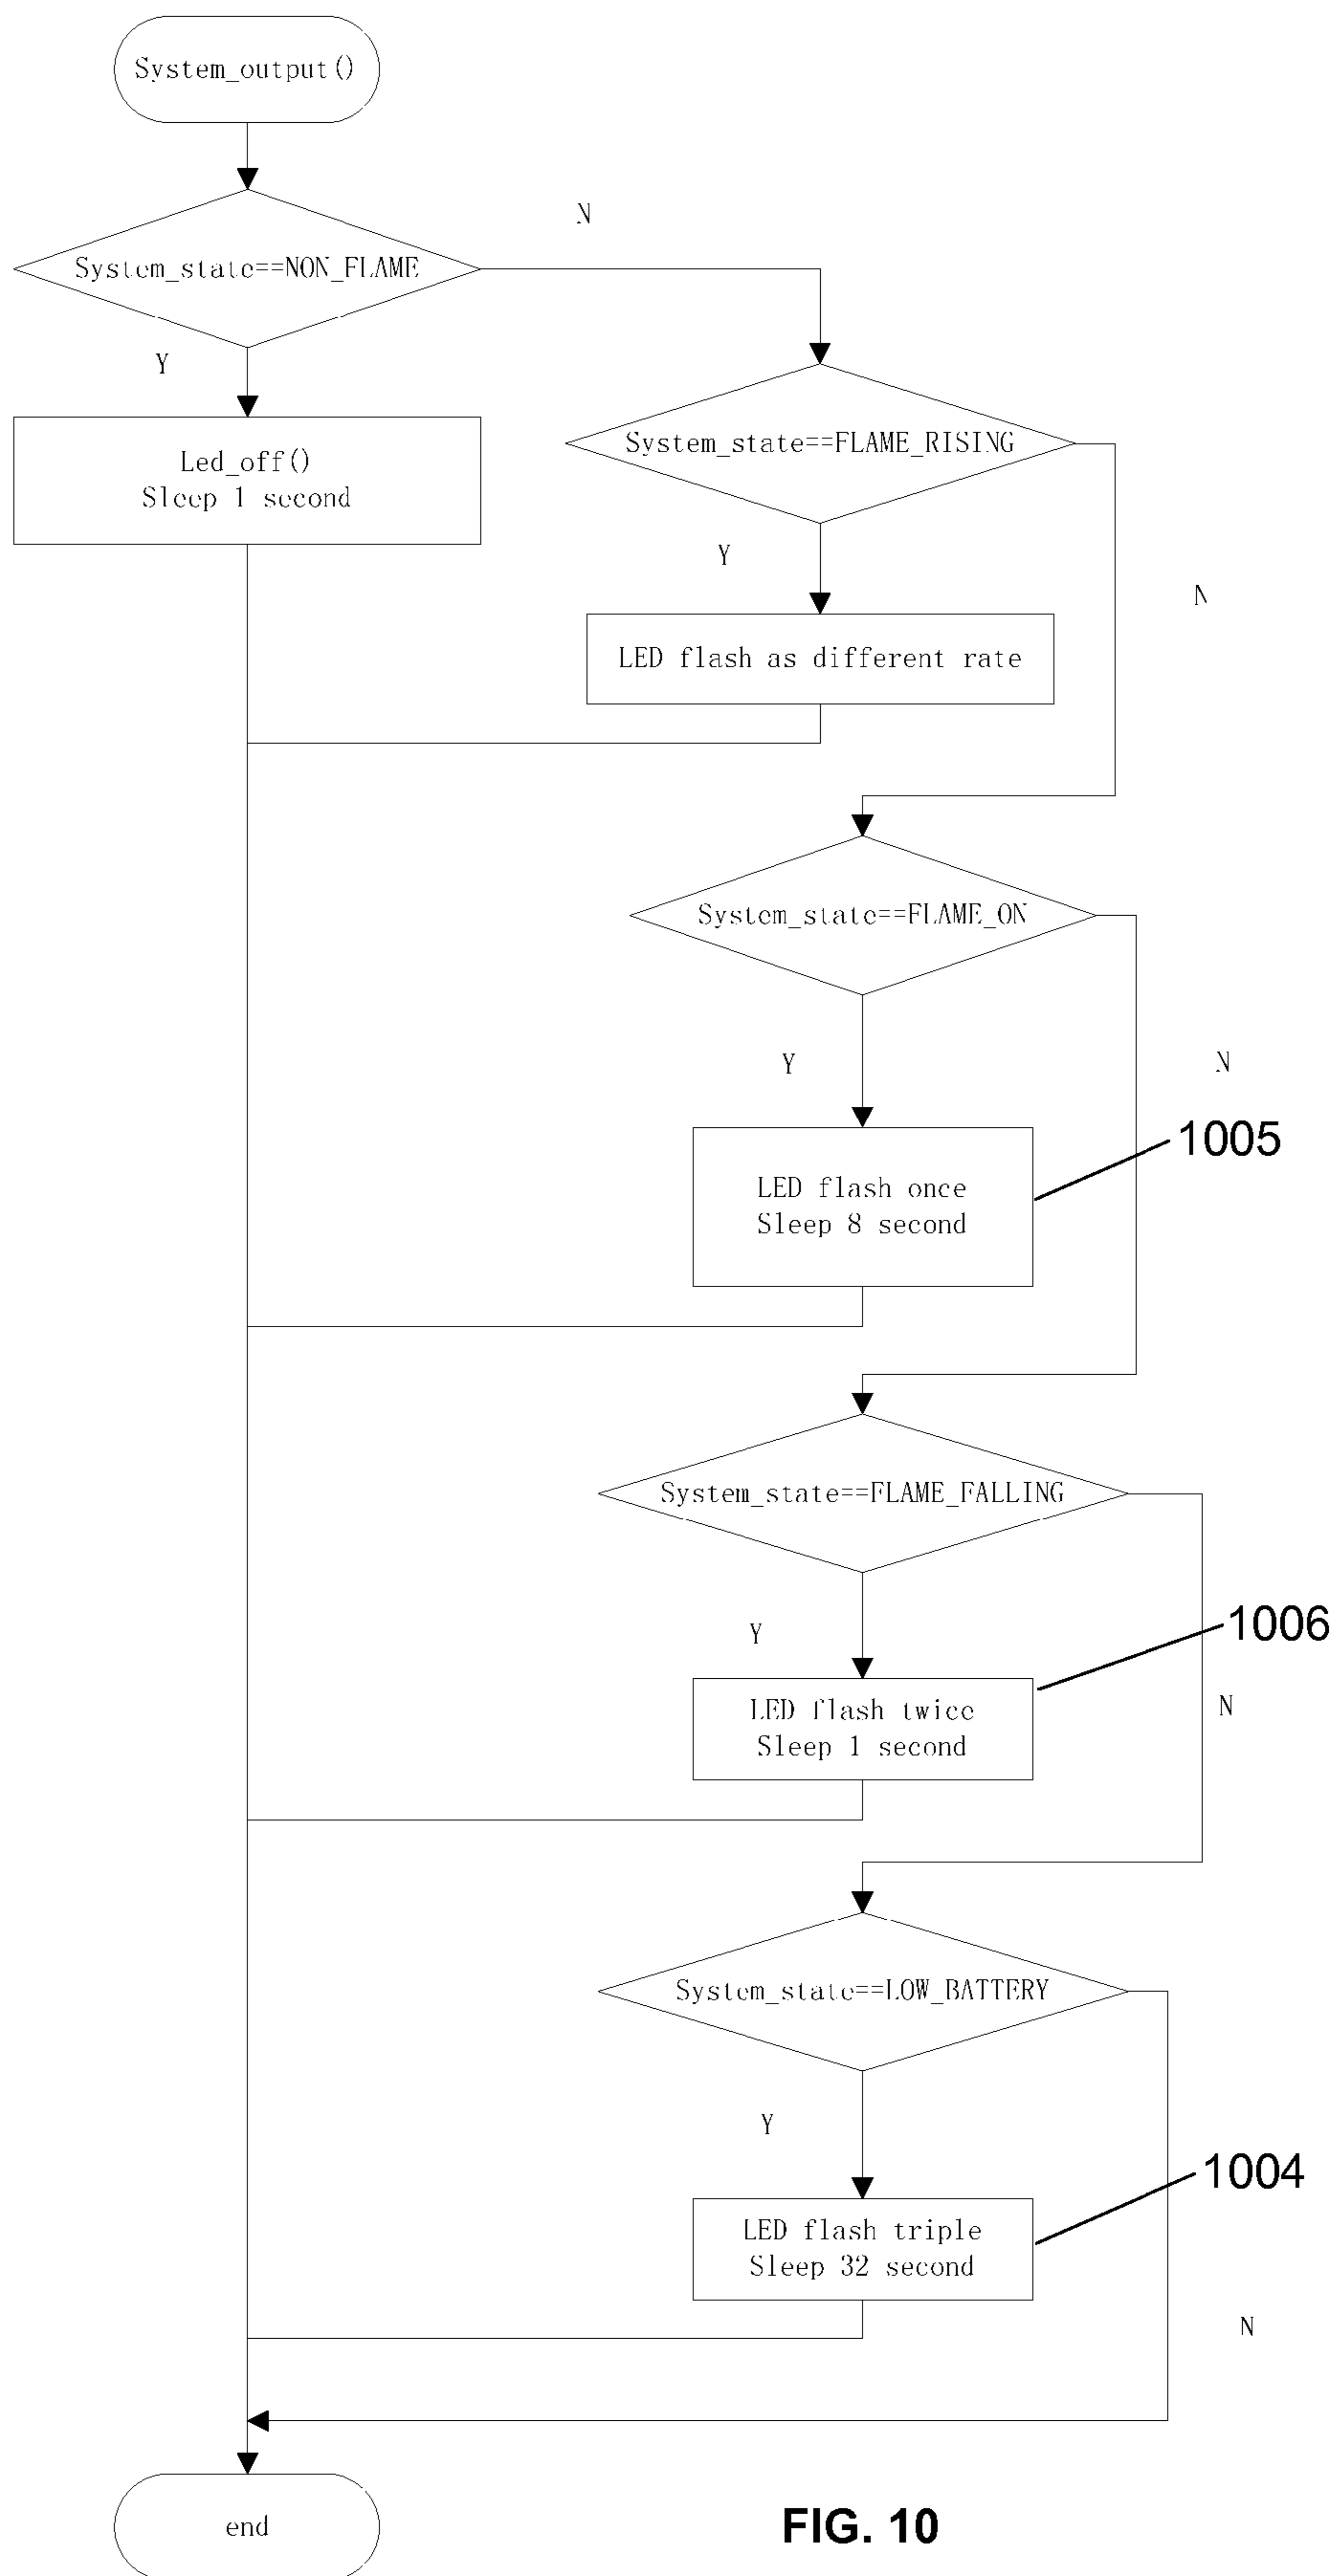 System_output()
System_state==NON_FLAME
N
Y
Led_off()
Sleep 1 second
System_state==FLAME_RISING
Y
N
LED flash as different rate
System_state==FLAME_ON
Y
N
1005
LED flash once
Sleep 8 second
System_state==FLAME_FALLING
Y
1006
N
LED flash twice
Sleep 1 second
System_state==LOW_BATTERY
Y
1004
LED flash triple
Sleep 32 second
N
end
FIG. 10